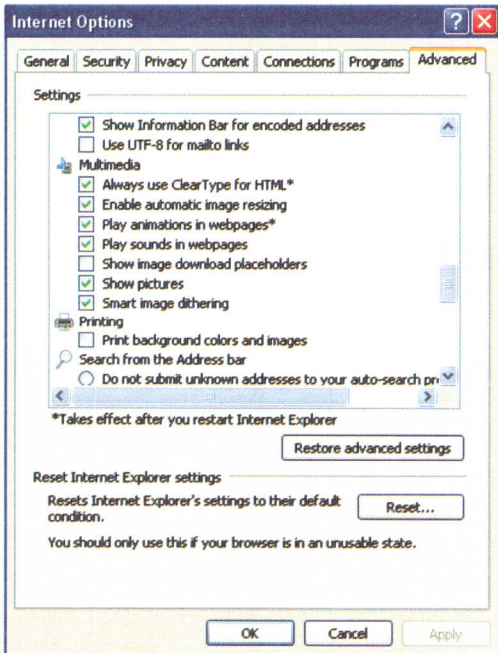 Internet Options
General Security Privacy Content Connections Programs Advanced
Settings
Show Information Bar for encoded addresses
Use UTF-8 for mailto links
Multimedia
Always use ClearType for HTML*
Enable automatic image resizing
Play animations in webpages*
Play sounds in webpages
Show image download placeholders
Show pictures
Smart image dithering
Printing
Print background colors and images
Search from the Address bar
Do not submit unknown addresses to your auto-search
*Takes effect after you restart Internet Explorer
Restore advanced settings
Reset Internet Explorer settings
Resets Internet Explorer's settings to their default
condition.
Reset...
You should only use this if your browser is in an unusable state.
OK Cancel Apply